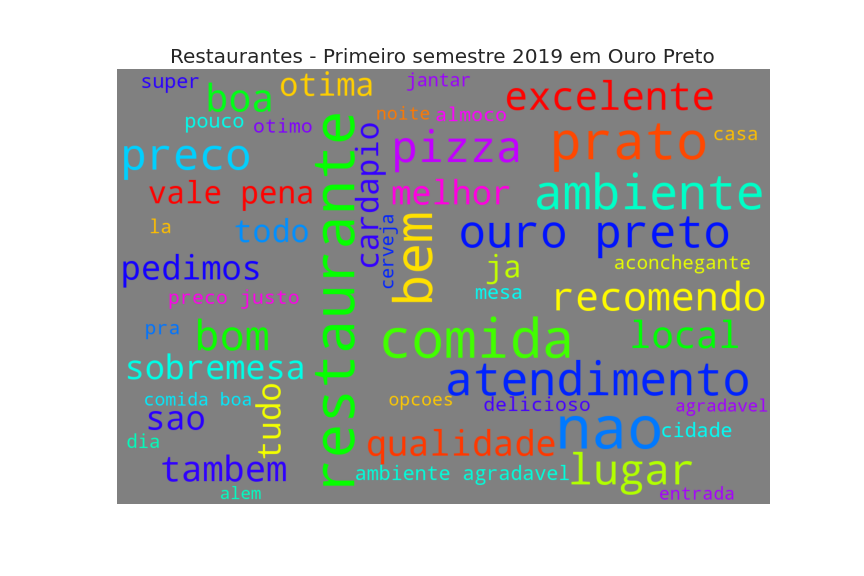 Restaurantes - Primeiro semestre 2019 em Ouro Preto
super
boa
otima
jantar
excelente
pouco
otimo
noite
almoco
preco
restaurante
cardapio
pizza
prato
casa
vale pena
melhor
ambiente
la
todo
cerveja
bem
ouro preto
pedimos
ja
aconchegante
preco justo
mesa
recomendo
pra
bom
comida
local
sobremesa
atendimento
comida boa
tudo
opcoes
delicioso
agradavel
sao
dia
qualidade
nao
cidade
tambem
ambiente agradavel
lugar
alem
entrada